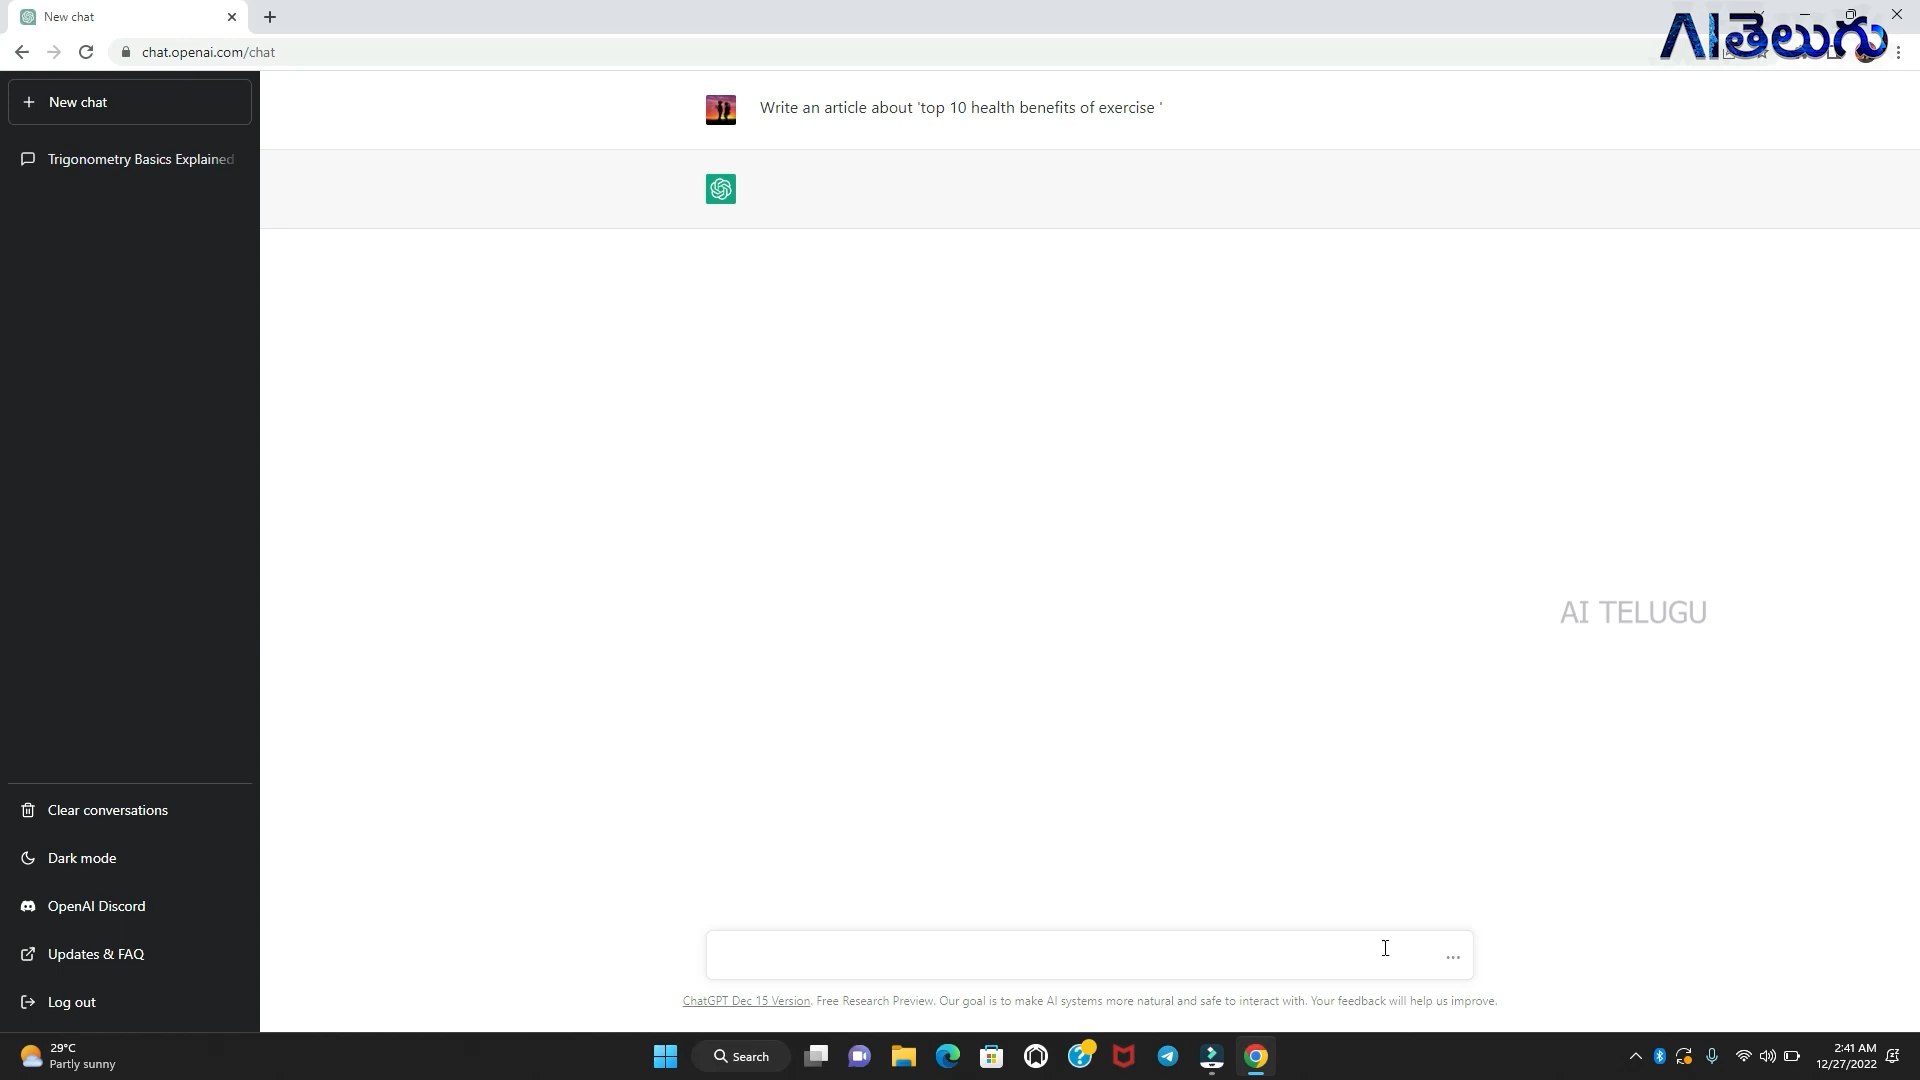 New chat
chat.openai.com/chat
AIతెలుగు
New chat
Trigonometry Basics Explained
Write an article about 'top 10 health benefits of exercise '
AI TELUGU
Clear conversations
Dark mode
OpenAI Discord
Updates & FAQ
Log out
ChatGPT Dec 15 Version. Free Research Preview. Our goal is to make AI systems more natural and safe to interact with. Your feedback will help us improve.
29°C
Partly sunny
Search
2:41 AM
12/27/2022